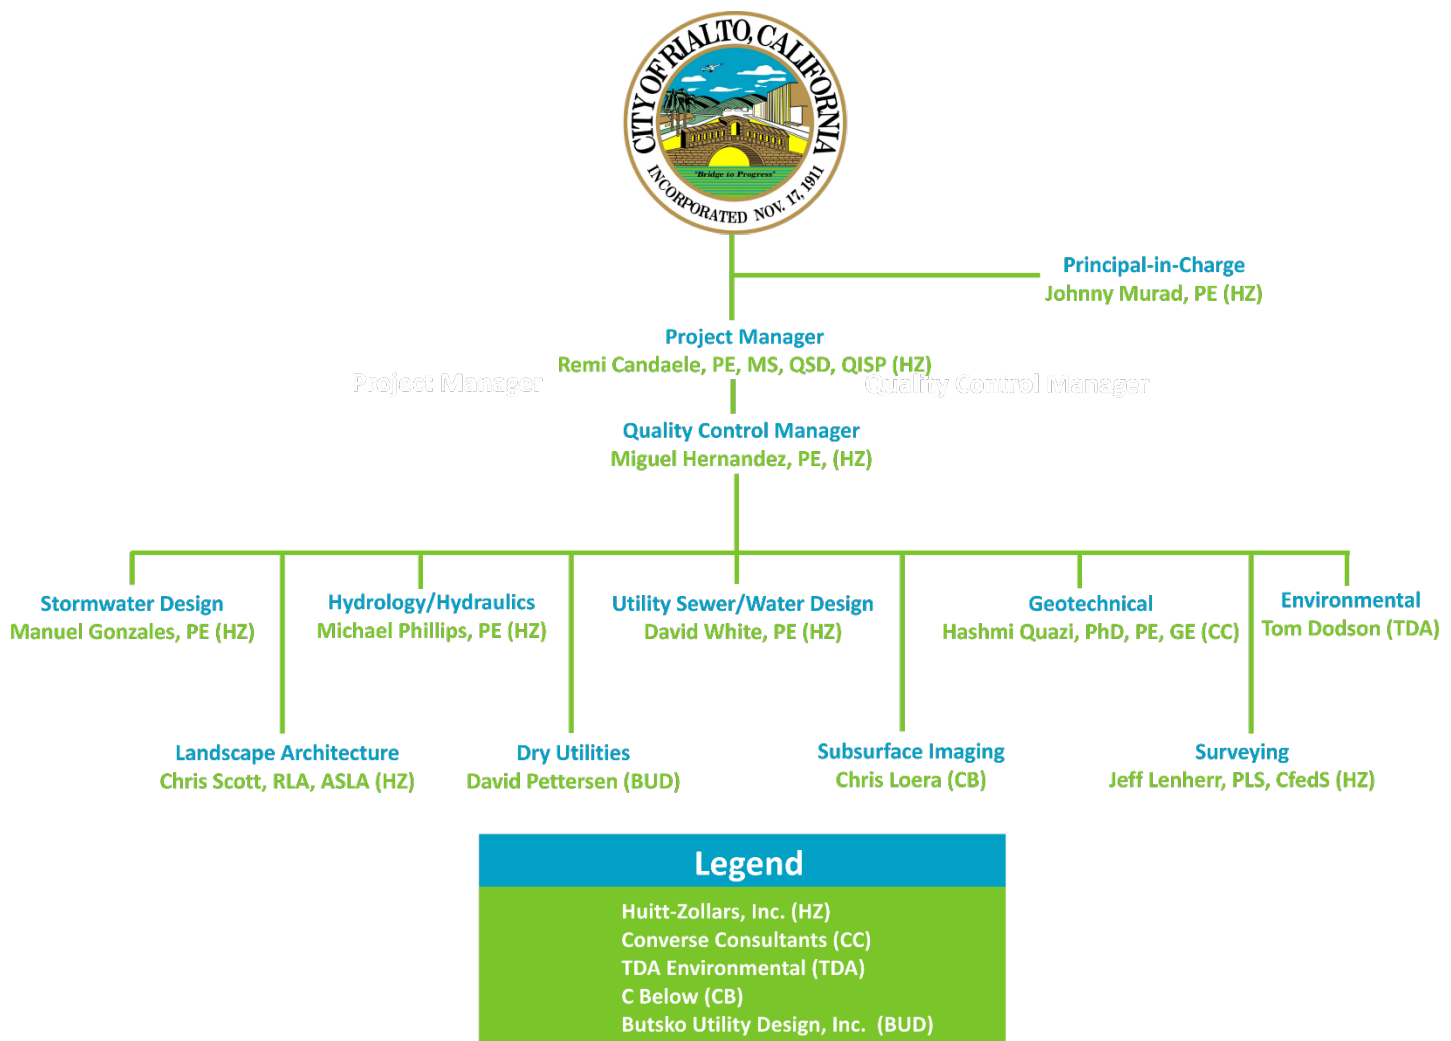 CITY OF RIALTO, CALIFORNIA
"Bridge to Progress"
INCORPORATED NOV. 17, 1911
Principal-in-Charge
Johnny Murad, PE (HZ)
Project Manager
Remi Candaele, PE, MS, QSD, QISP (HZ)
Project Manager
Quality Control Manager
Quality Control Manager
Miguel Hernandez, PE, (HZ)
Stormwater Design
Manuel Gonzales, PE (HZ)
Hydrology/Hydraulics
Michael Phillips, PE (HZ)
Utility Sewer/Water Design
David White, PE (HZ)
Geotechnical
Hashmi Quazi, PhD, PE, GE (CC)
Environmental
Tom Dodson (TDA)
Landscape Architecture
Chris Scott, RLA, ASLA (HZ)
Dry Utilities
David Pettersen (BUD)
Subsurface Imaging
Chris Loera (CB)
Surveying
Jeff Lenherr, PLS, CfedS (HZ)
Legend
Huitt-Zollars, Inc. (HZ)
Converse Consultants (CC)
TDA Environmental (TDA)
C Below (CB)
Butsko Utility Design, Inc. (BUD)